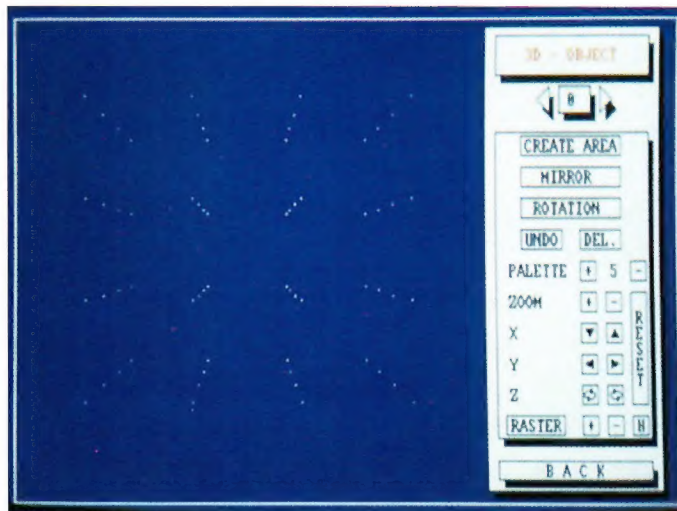 3D - OBJECT
0
CREATE AREA
MIRROR
ROTATION
UNDO DEL.
PALETTE + 5 -
ZOOM + -
X
Y
Z
RESET
RASTER + - H
BACK